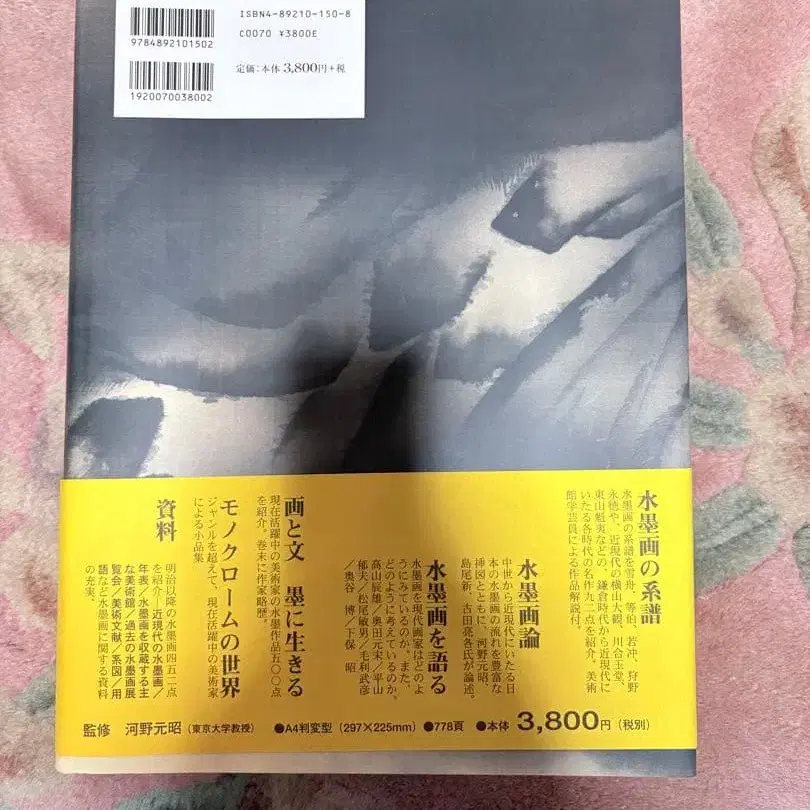 ISBN4-89210-150-8
C0070 ¥3800E
定価:本体 3,800円+税
9784892101502
1920070038002
水墨画の系譜
水墨画の系譜を雪舟、等伯、若冲、狩野
永徳や、近現代の横山大観、川合玉堂、
東山魁夷などの、鎌倉時代から近現代に
いたる各時代の名作九二点を紹介。美術
館学芸員による作品解説付。
水墨画論
中世から近現代にいたる日
本の水墨画の流れを豊富な
挿図とともに、河野元昭、
島尾新、古田亮各氏が論述。
水墨画を語る
水墨画を現代画家はどのよ
うにみているのか。また、
どのように考えているのか。
高山辰雄/奥田元宋/平山
郁夫/松尾敏男/毛利武彦
/奥谷 博/下保 昭
画と文 墨に生きる
現在活躍中の美術家の水墨作品五〇〇点
を紹介。巻末に作家略歴。
モノクロームの世界
ジャンルを超えて、現在活躍中の美術家
による小品集
資料
明治以降の水墨画四五二点
を紹介―近現代の水墨画/
年表/水墨画を収蔵する主
な美術館/過去の水墨画展
覧会/美術文献/系図/用
語など水墨画に関する資料
の充実。
監修 河野元昭(東京大学教授) ●A4判変型(297×225mm) ●778頁 ●本体 3,800円(税別)